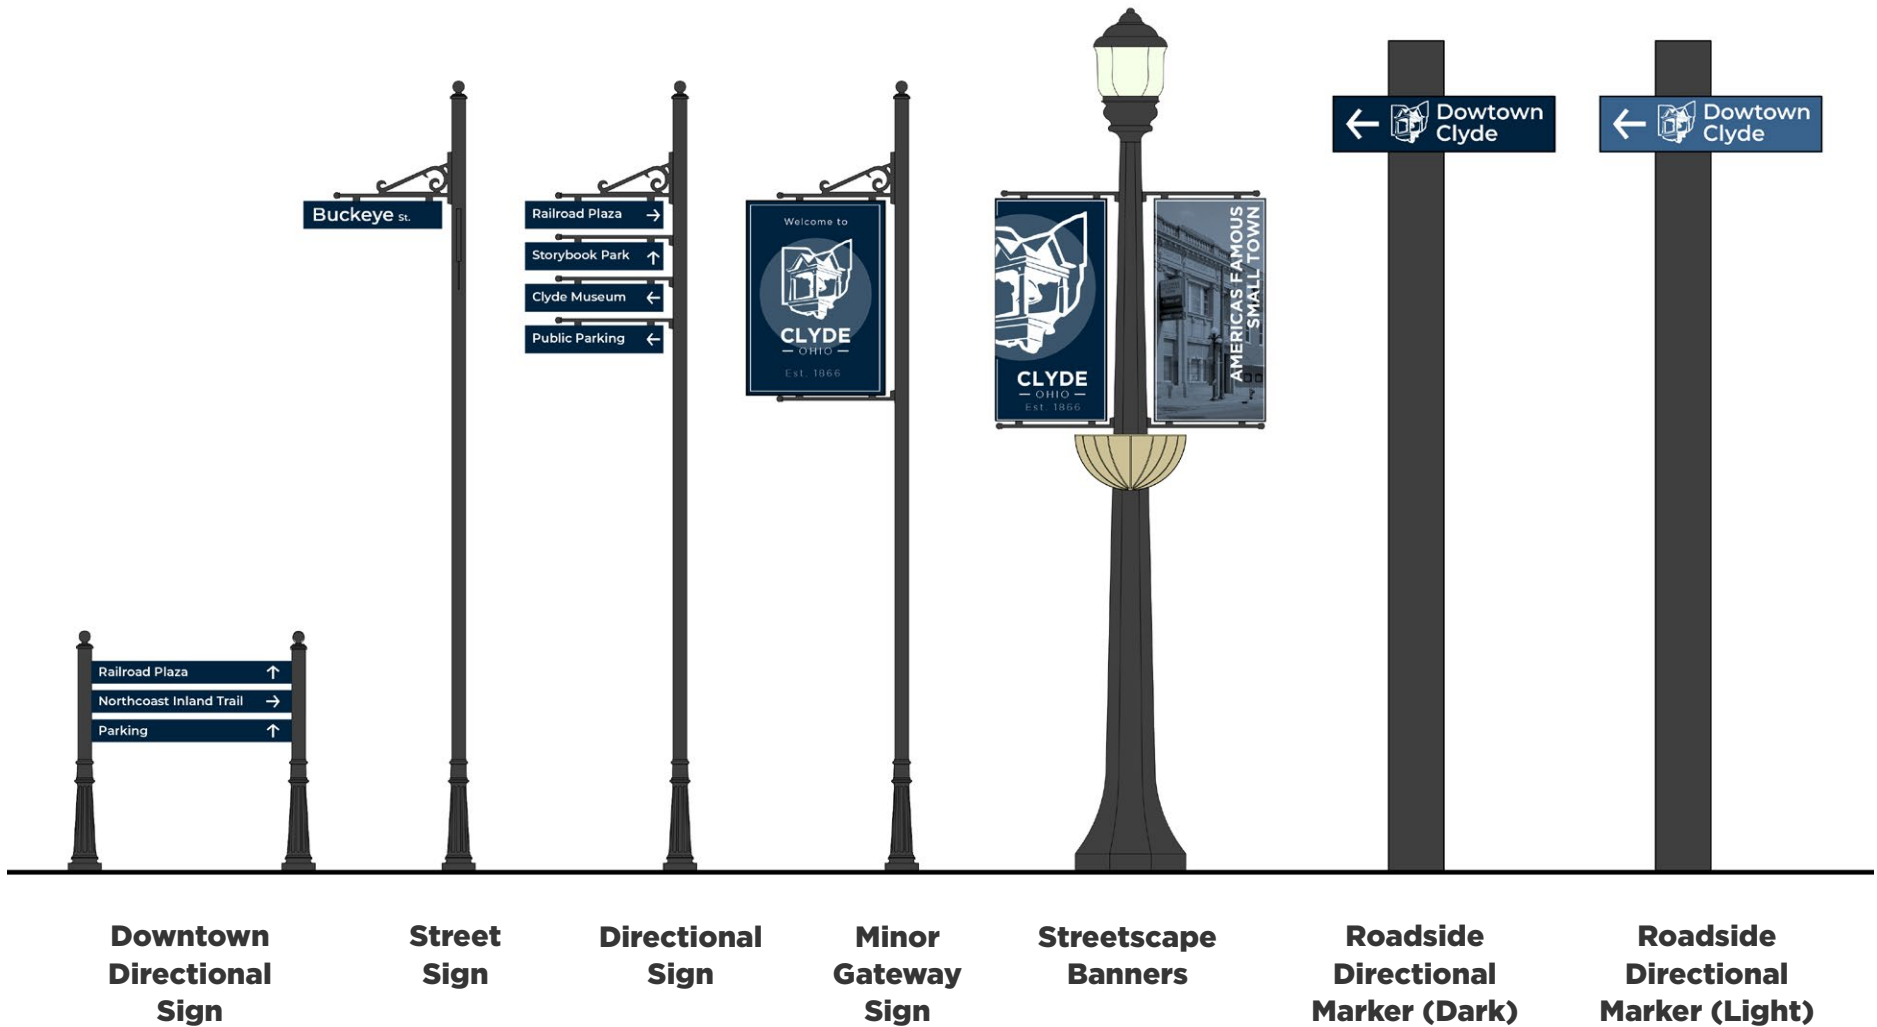 Railroad Plaza ↑
Northcoast Inland Trail →
Parking ↑
Buckeye St.
Railroad Plaza →
Storybook Park ↑
Clyde Museum ←
Public Parking ←
Welcome to
CLYDE
OHIO
Est. 1866
CLYDE
OHIO
Est. 1866
AMERICAS FAMOUS
SMALL TOWN
← Dowtown
Clyde
← Dowtown
Clyde
Downtown
Directional
Sign
Street
Sign
Directional
Sign
Minor
Gateway
Sign
Streetscape
Banners
Roadside
Directional
Marker (Dark)
Roadside
Directional
Marker (Light)